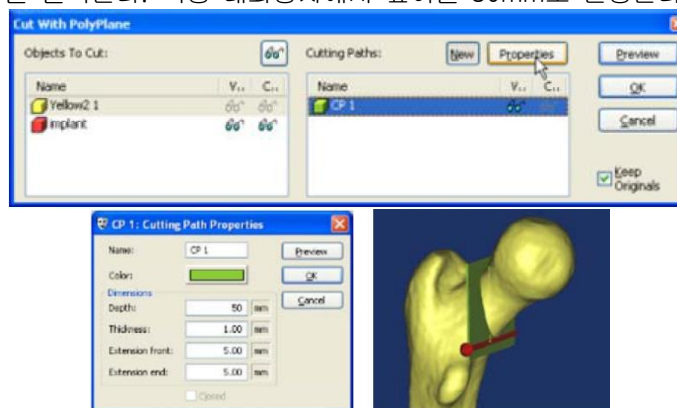 Cut With PolyPlane
Objects To Cut:
Cutting Paths:
New
Properties
Preview
Name V.. C..
Name V.. C..
Yellow2 1
CP 1
OK
implant
Cancel
Keep Originals
CP 1: Cutting Path Properties
Name: CP 1
Preview
Color:
OK
Dimensions
Cancel
Depth: 50 mm
Thickness: 1.00 mm
Extension front: 5.00 mm
Extension end: 5.00 mm
Closed